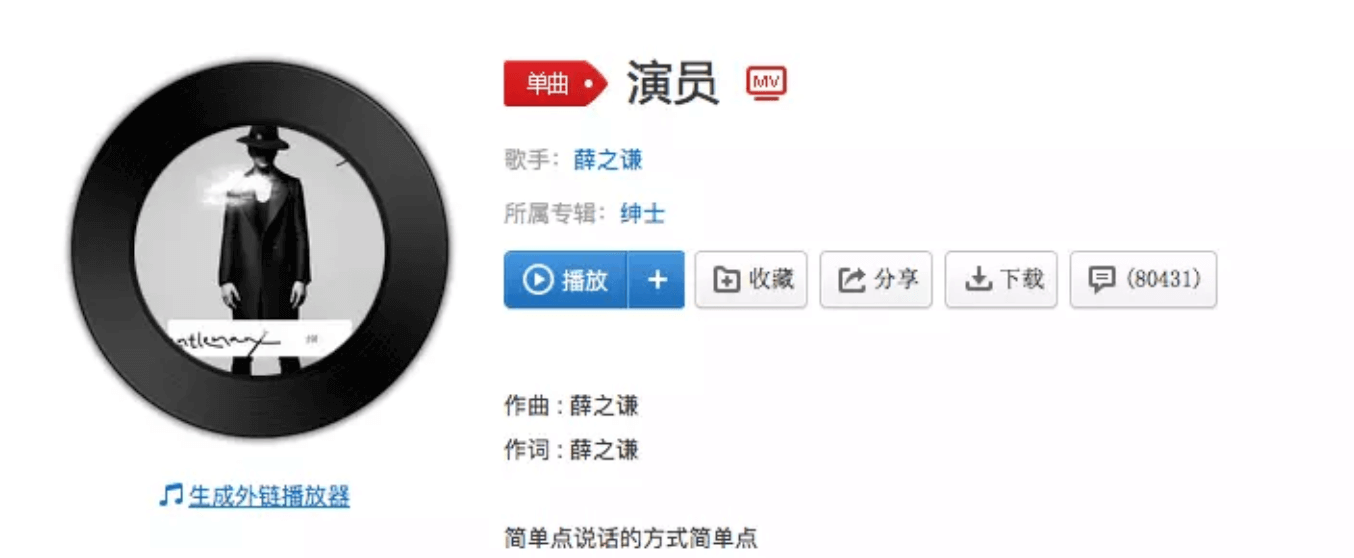 单曲
演员
MV
歌手：薛之谦
所属专辑：绅士
播放
+
收藏
分享
下载
(80431)
作曲 : 薛之谦
作词 : 薛之谦
生成外链播放器
简单点说话的方式简单点